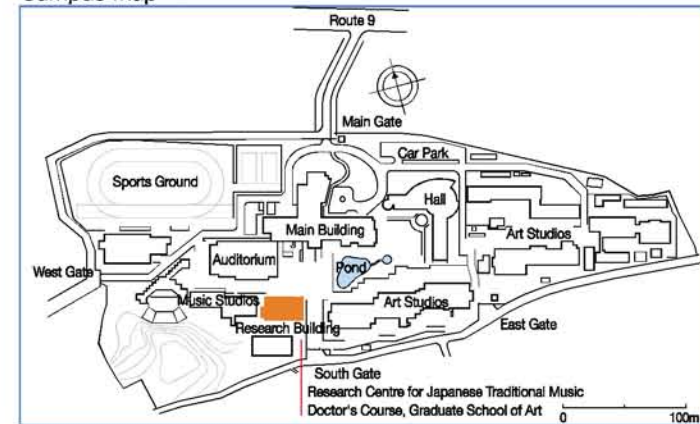 Campus Map
Route 9
Main Gate
Car Park
Sports Ground
Hall
Main Building
Art Studios
Auditorium
West Gate
Pond
Music Studios
Art Studios
Research Building
East Gate
South Gate
Research Centre for Japanese Traditional Music
Doctor's Course, Graduate School of Art
0 100m